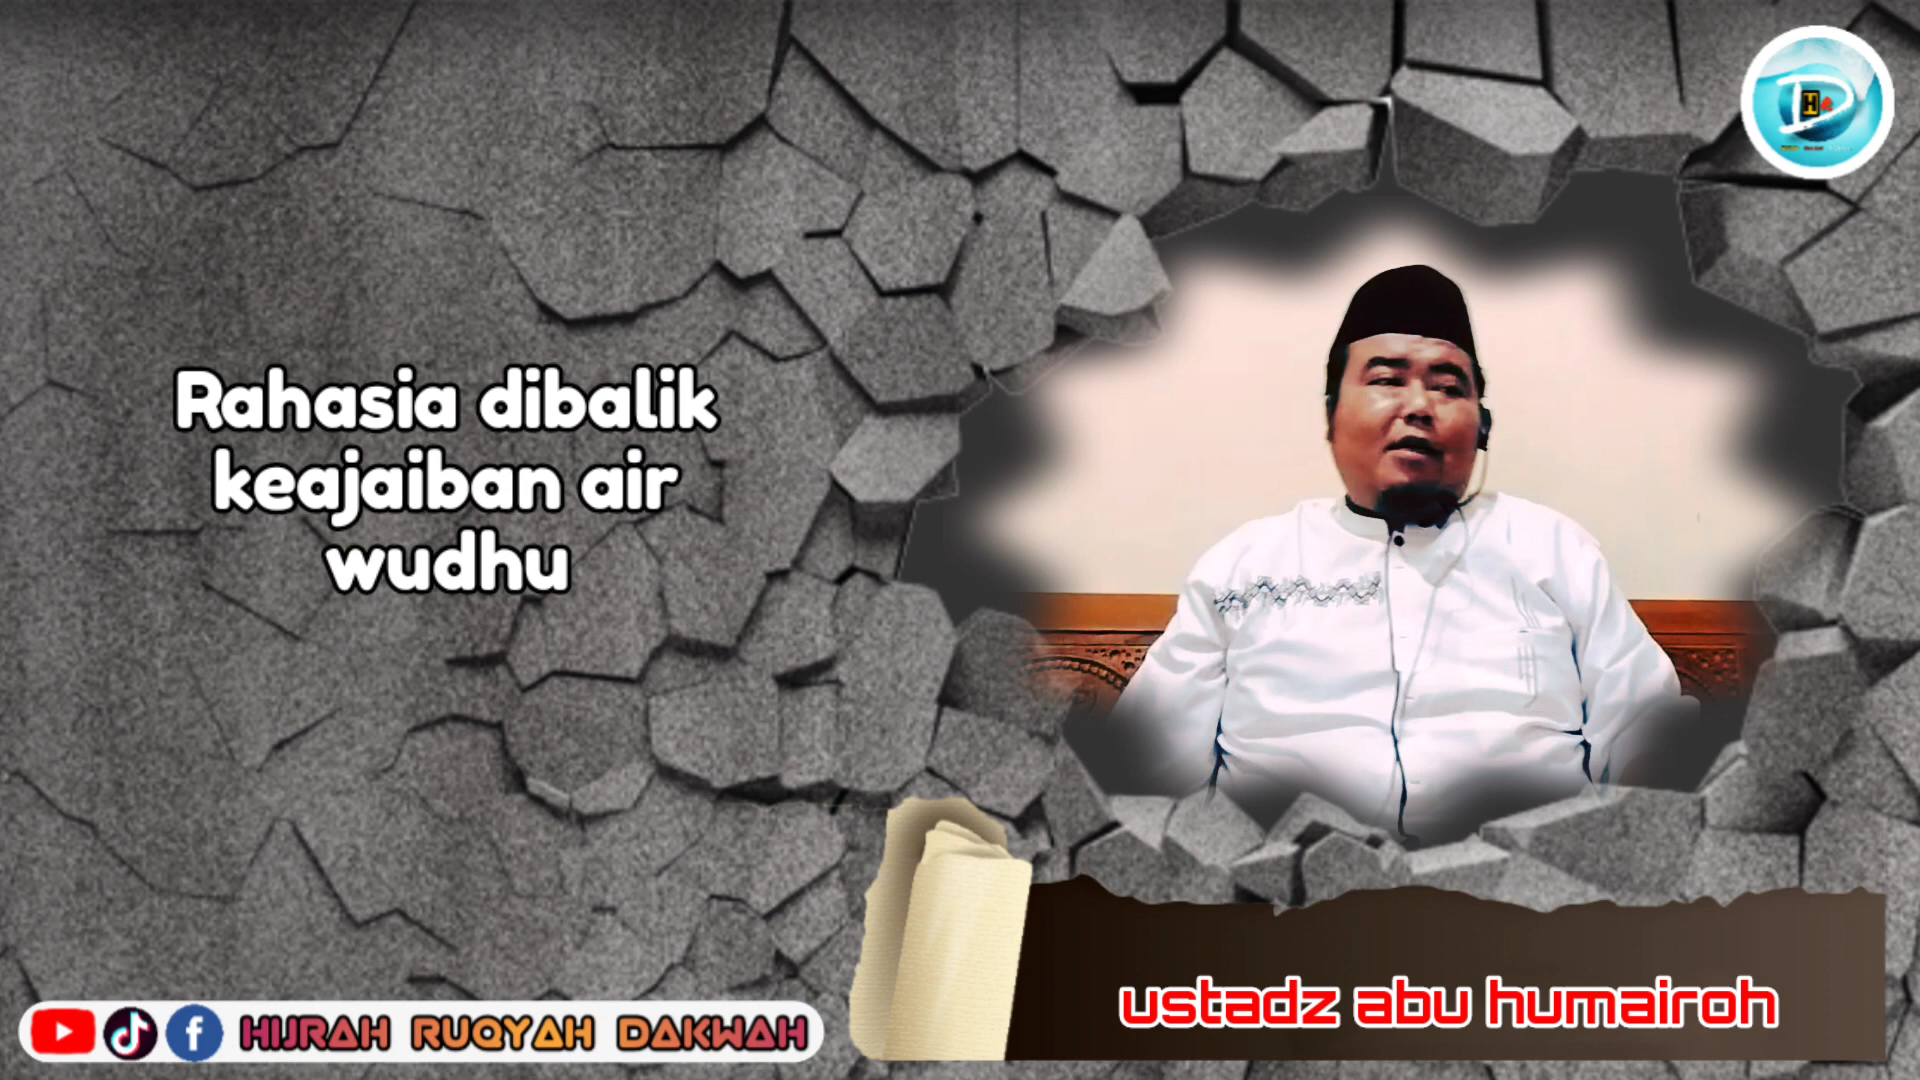 Rahasia dibalik
keajaiban air
wudhu
ustadz abu humairoh
HIJRAH RUQYAH DAKWAH